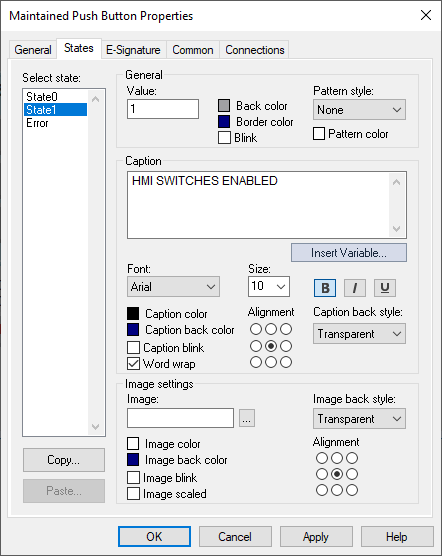 Maintained Push Button Properties
General States E-Signature Common Connections
Select state:
State0
State1
Error
Copy...
Paste...
General
Value:
1
Back color
Border color
Blink
Pattern style:
None
Pattern color
Caption
HMI SWITCHES ENABLED
Insert Variable...
Font:
Arial
Size:
10
B I U
Caption color
Caption back color
Caption blink
Word wrap
Alignment
Caption back style:
Transparent
Image settings
Image:
...
Image color
Image back color
Image blink
Image scaled
Image back style:
Transparent
Alignment
OK Cancel Apply Help